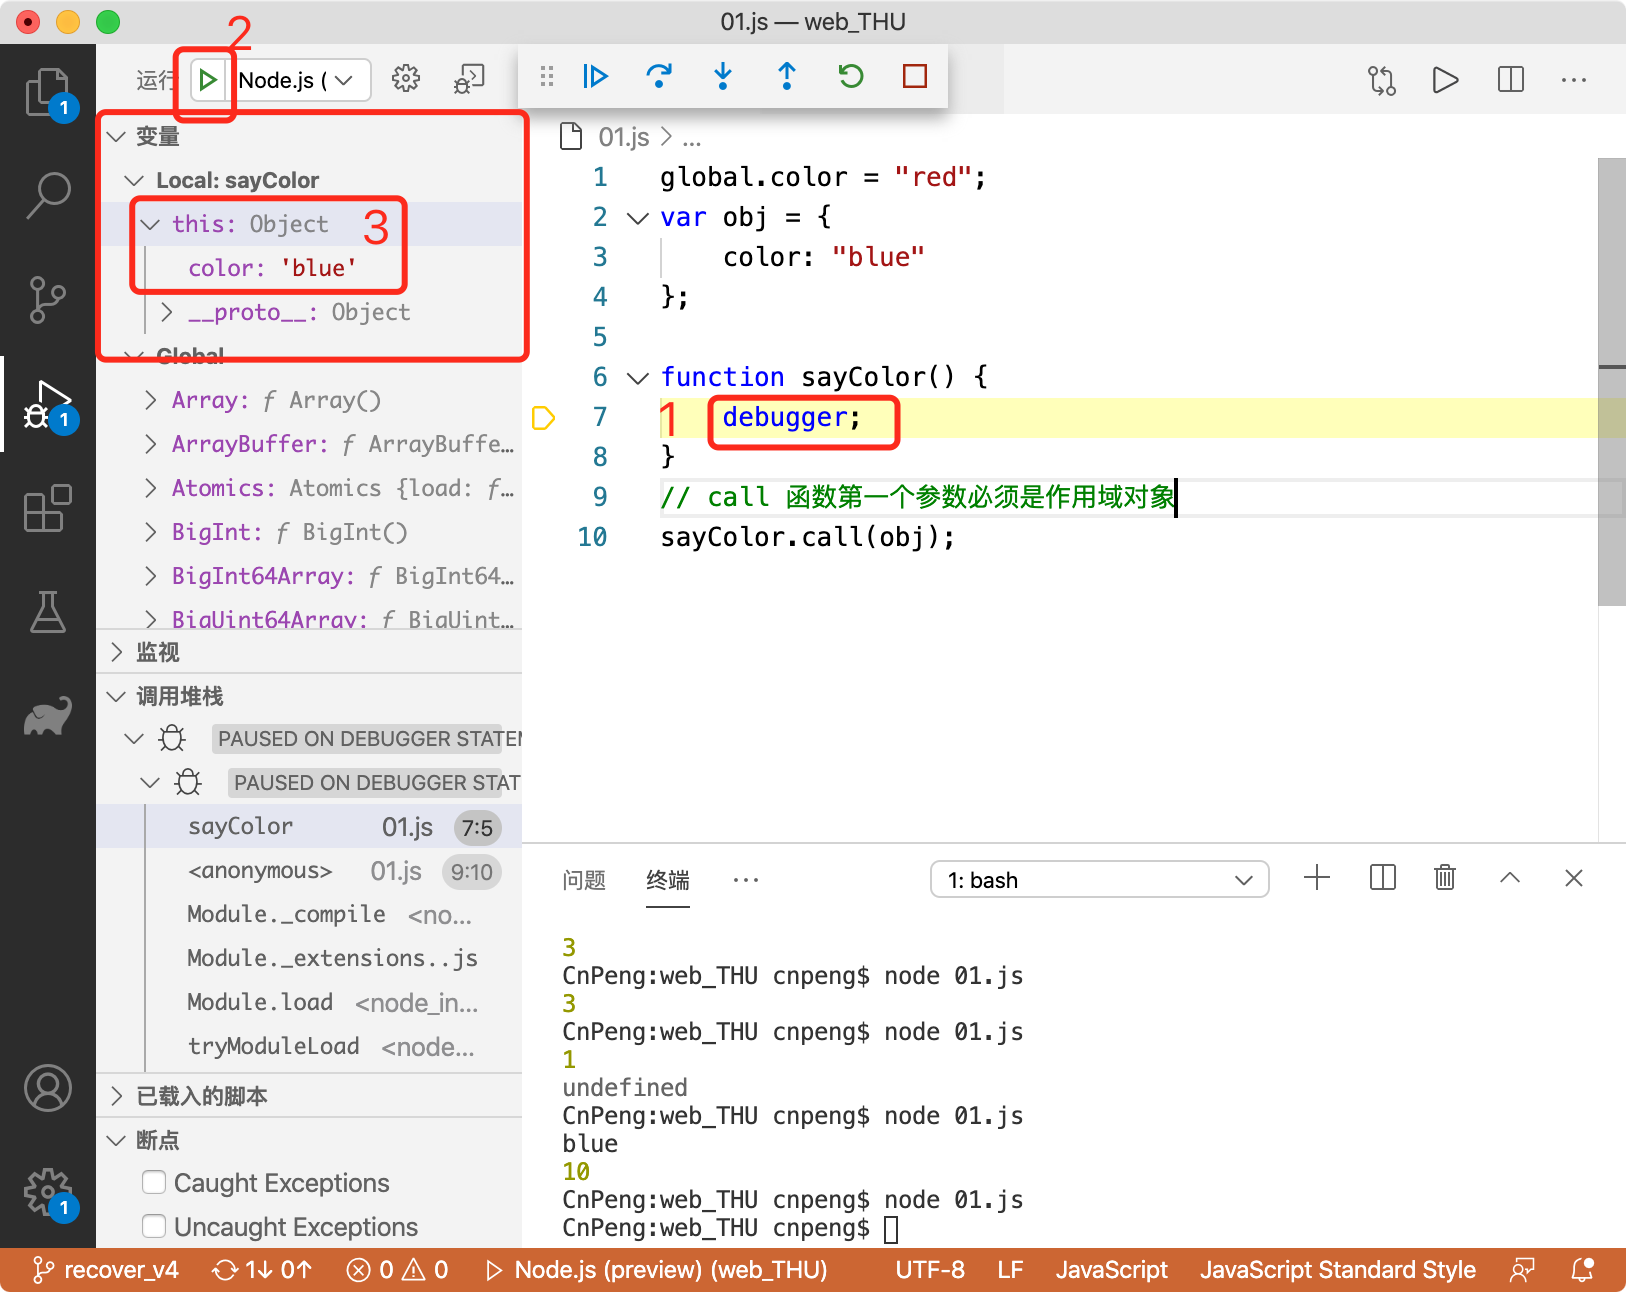 01.js — web_THU
2
运行
Node.js (
变量
Local: sayColor
this: Object
3
color: 'blue'
__proto__: Object
Global
Array: ƒ Array()
ArrayBuffer: ƒ ArrayBuffe…
Atomics: Atomics {load: ƒ…
BigInt: ƒ BigInt()
BigInt64Array: ƒ BigInt64…
BigUint64Array: ƒ BigUint…
监视
调用堆栈
PAUSED ON DEBUGGER STATEM
PAUSED ON DEBUGGER STAT
sayColor 01.js 7:5
<anonymous> 01.js 9:10
Module._compile <no…
Module._extensions..js
Module.load <node_in…
tryModuleLoad <node…
已载入的脚本
断点
Caught Exceptions
Uncaught Exceptions
1
1
1
01.js > ...
1 global.color = "red";
2 var obj = {
3 color: "blue"
4 };
5
6 function sayColor() {
7 1 debugger;
8 }
9 // call 函数第一个参数必须是作用域对象
10 sayColor.call(obj);
问题 终端 ···
1: bash
3
CnPeng:web_THU cnpeng$ node 01.js
3
CnPeng:web_THU cnpeng$ node 01.js
1
undefined
CnPeng:web_THU cnpeng$ node 01.js
blue
10
CnPeng:web_THU cnpeng$ node 01.js
CnPeng:web_THU cnpeng$
recover_v4 1↓ 0↑ 0 0 Node.js (preview) (web_THU) UTF-8 LF JavaScript JavaScript Standard Style